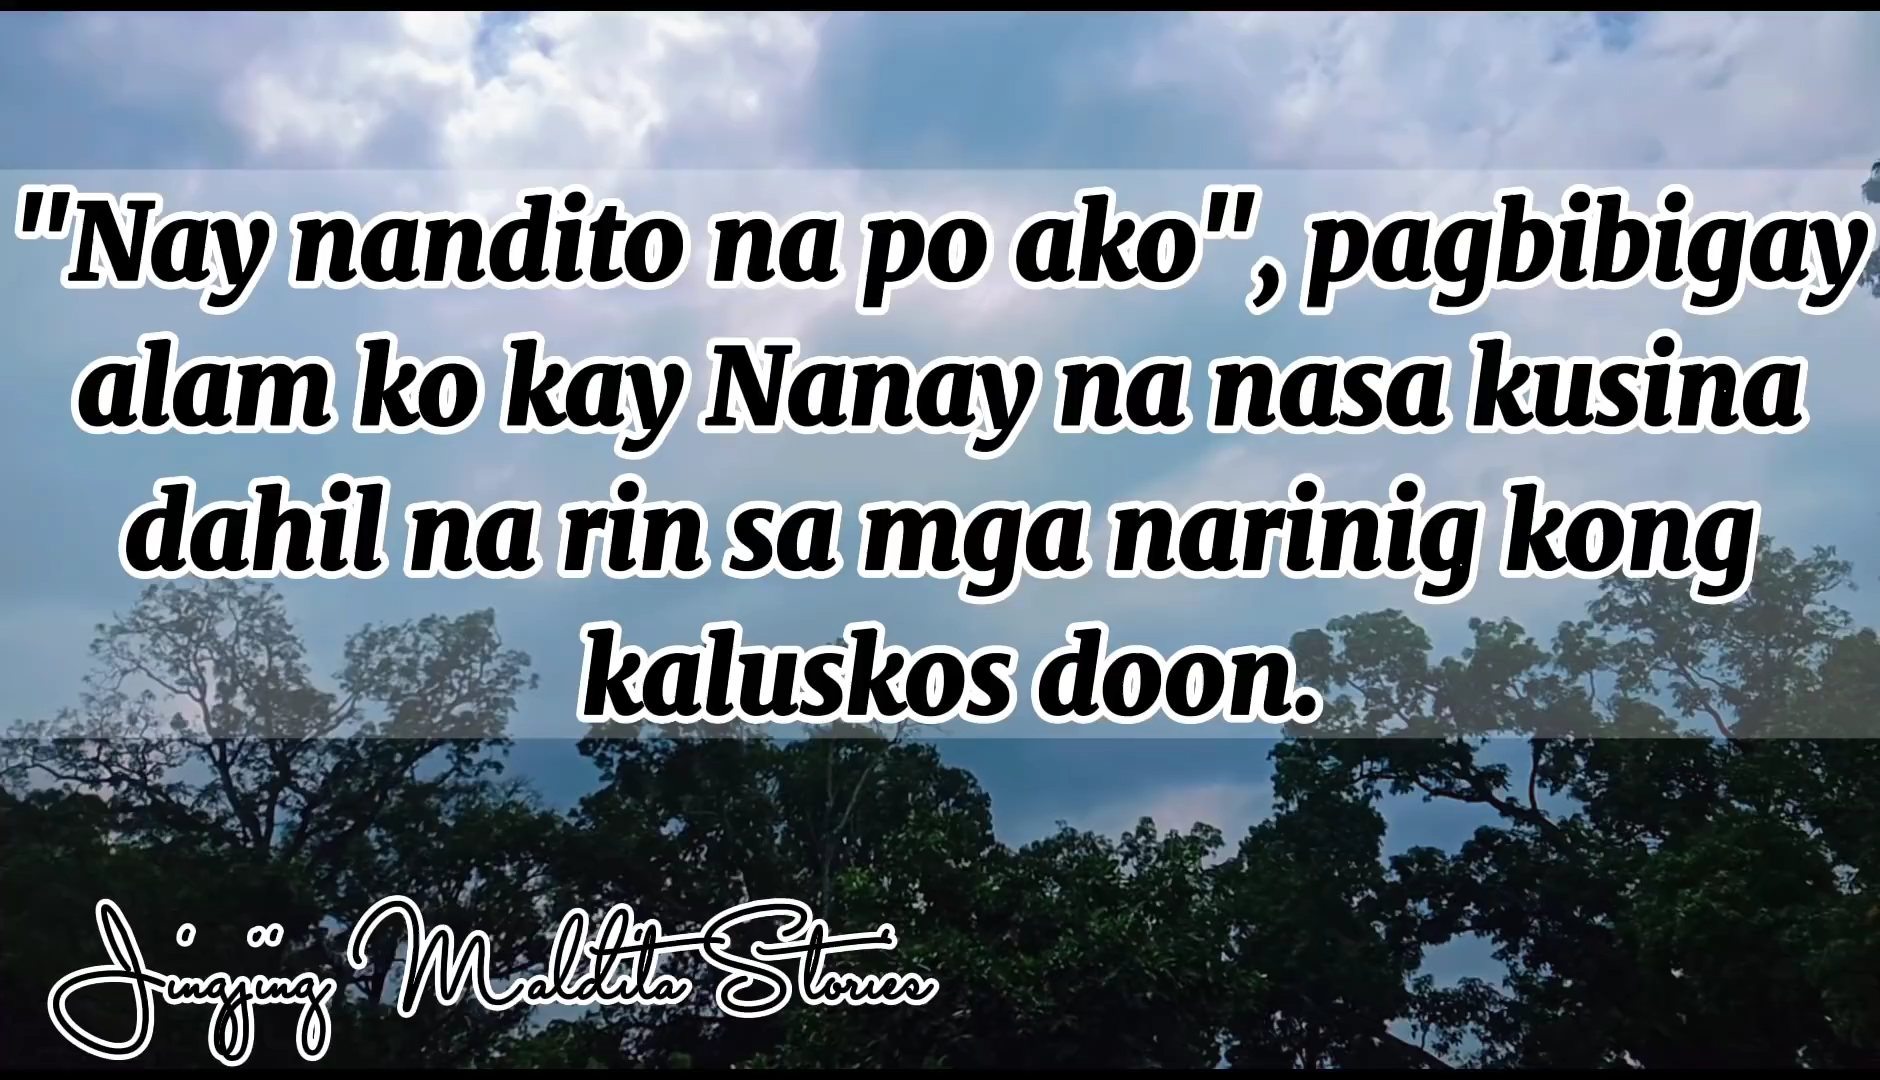 "Nay nandito na po ako", pagbibigay
alam ko kay Nanay na nasa kusina
dahil na rin sa mga narinig kong
kaluskos doon.
Jingjing Maldita Stories